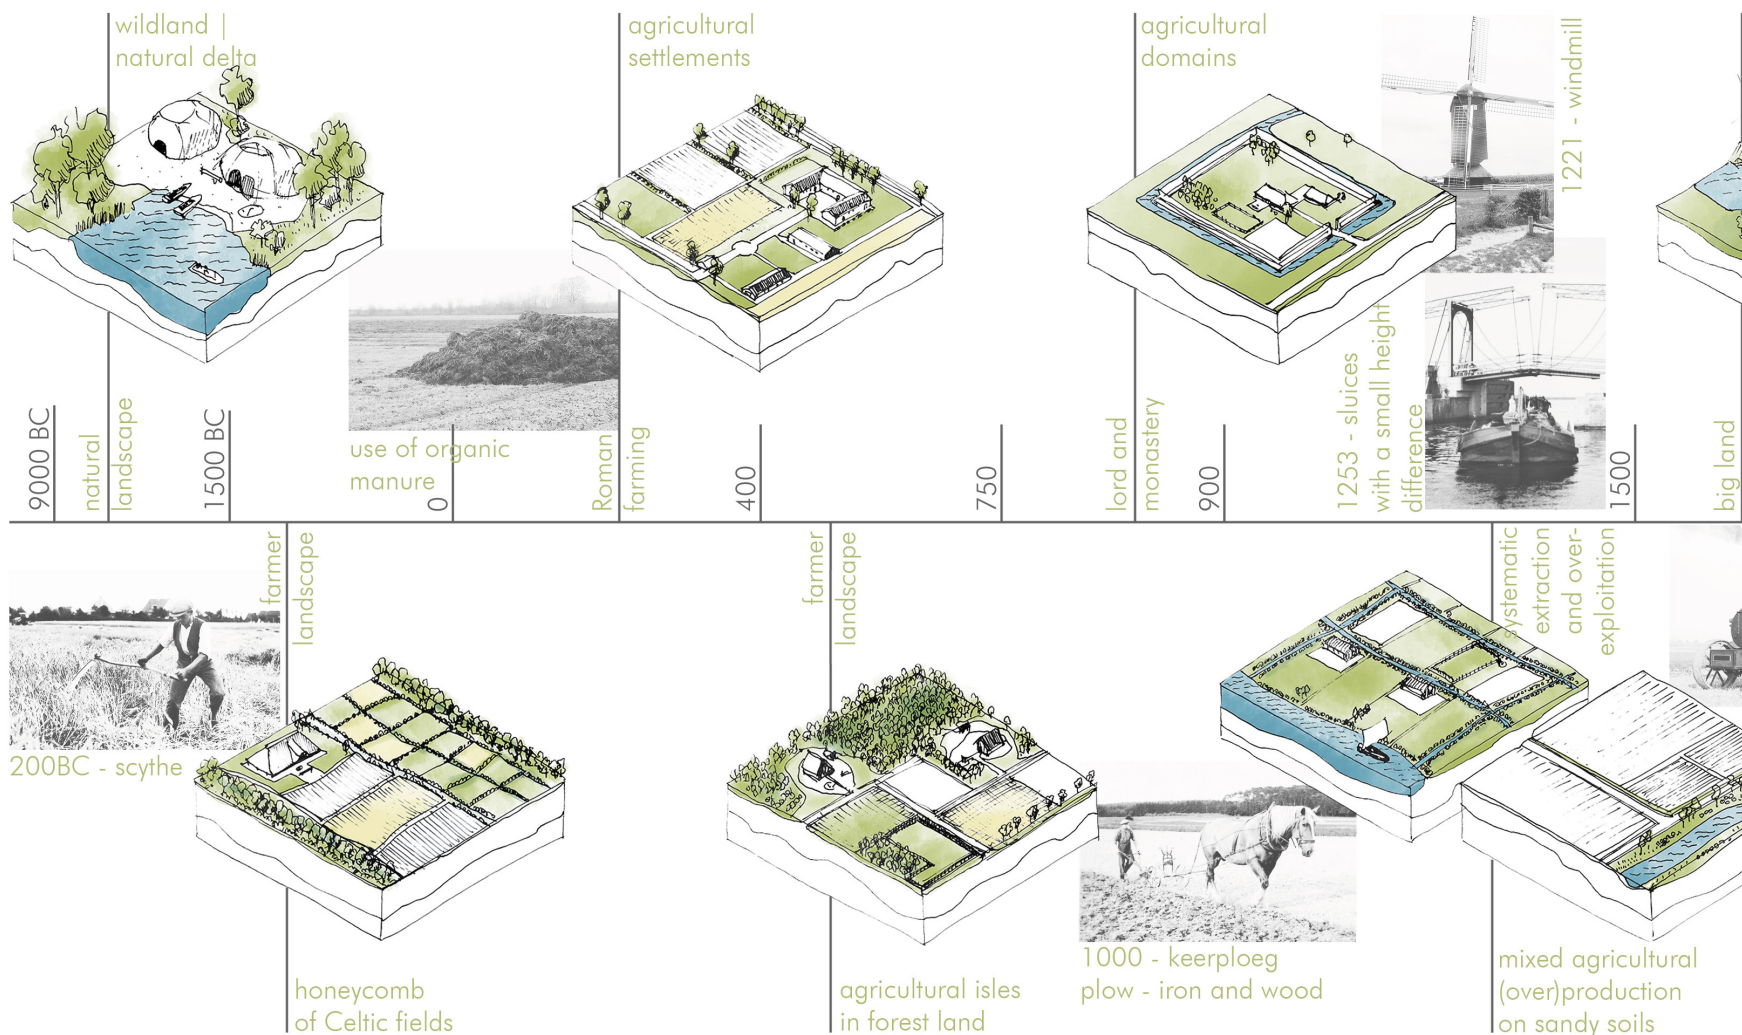 wildland |
natural delta
agricultural
settlements
agricultural
domains
1221 - windmill
9000 BC
natural
landscape
1500 BC
use of organic
manure
0
Roman
farming
400
750
lord and
monastery
900
1253 - sluices
with a small height
difference
1500
big land
farmer
landscape
200BC - scythe
honeycomb
of Celtic fields
farmer
landscape
agricultural isles
in forest land
1000 - keerploeg
plow - iron and wood
systematic
extraction
and over-
exploitation
mixed agricultural
(over)production
on sandy soils